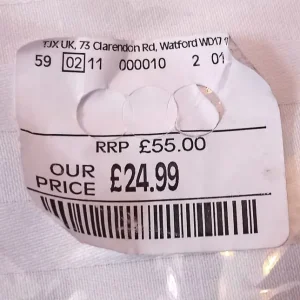 TJX UK, 73 Clarendon Rd, Watford WD17
59 02 11 000010 2 01
RRP £55.00
OUR PRICE £24.99